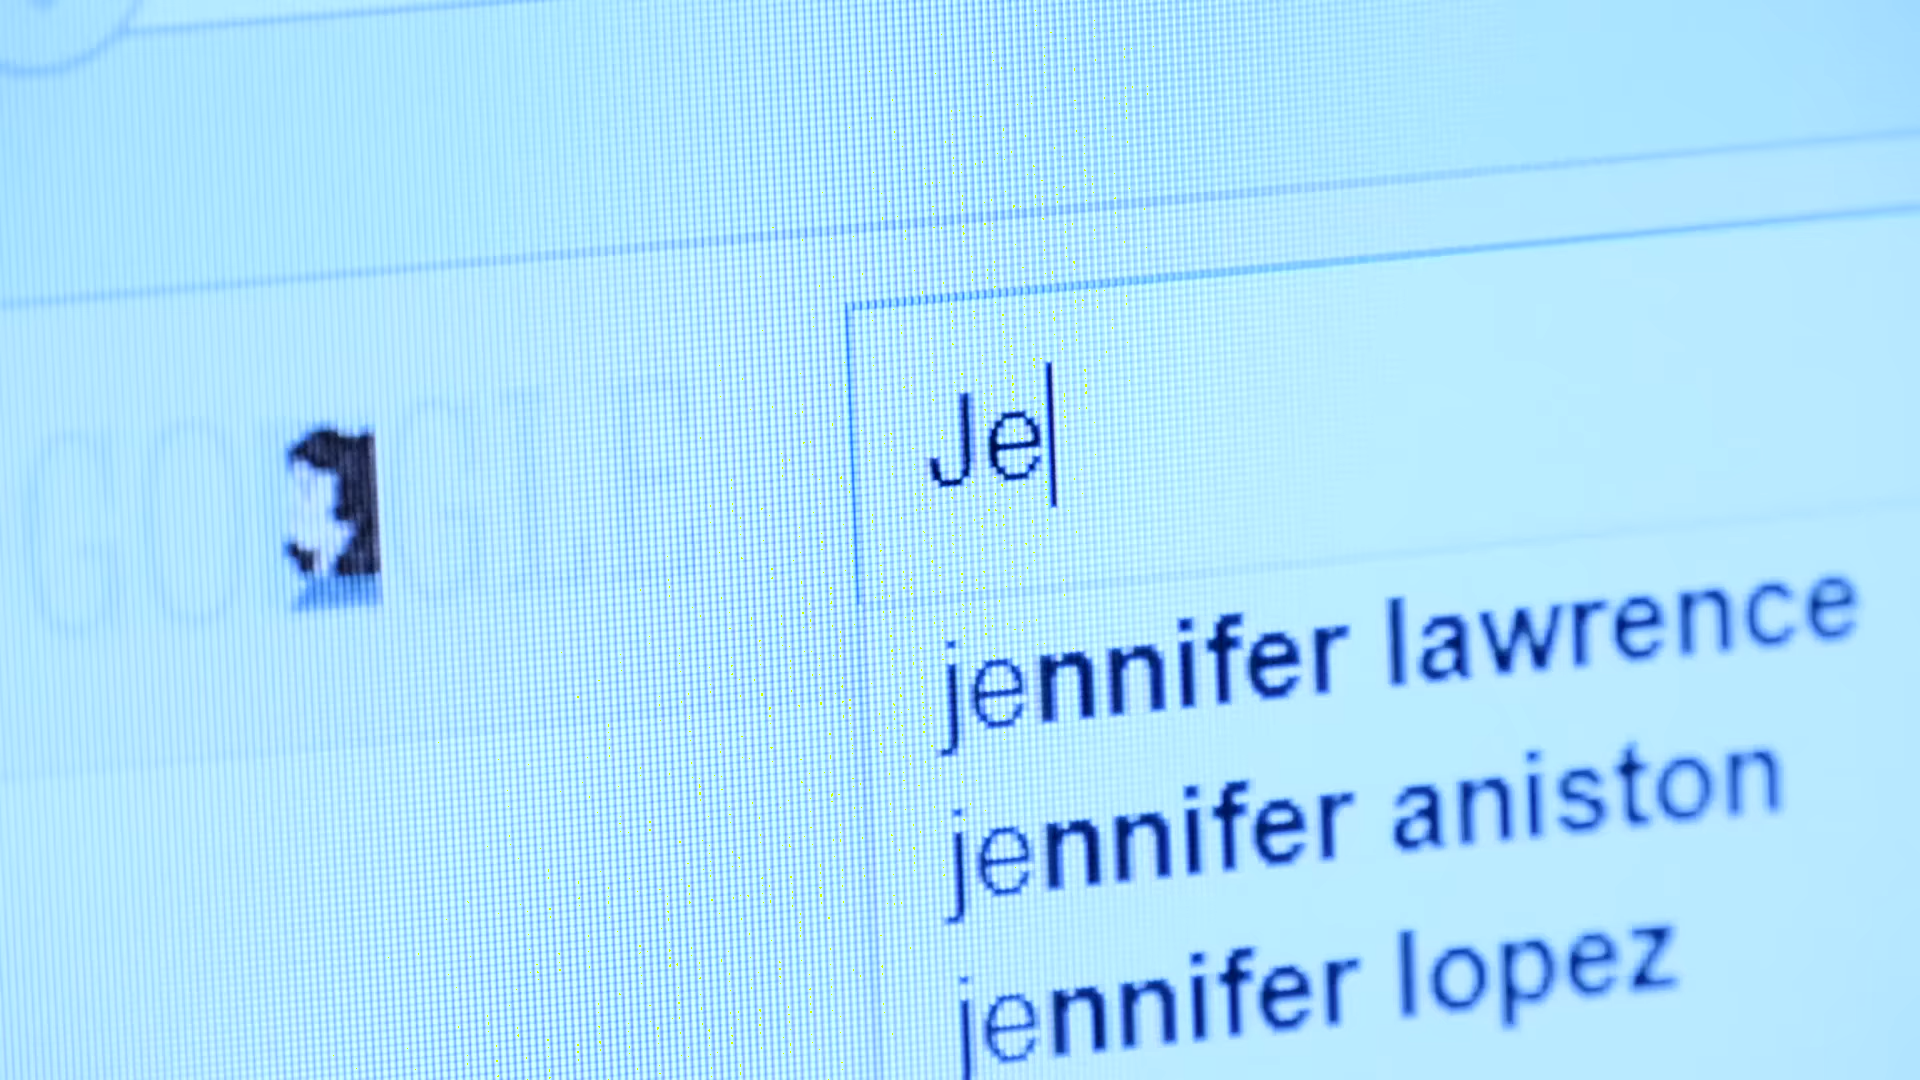 Je
jennifer lawrence
jennifer aniston
jennifer lopez